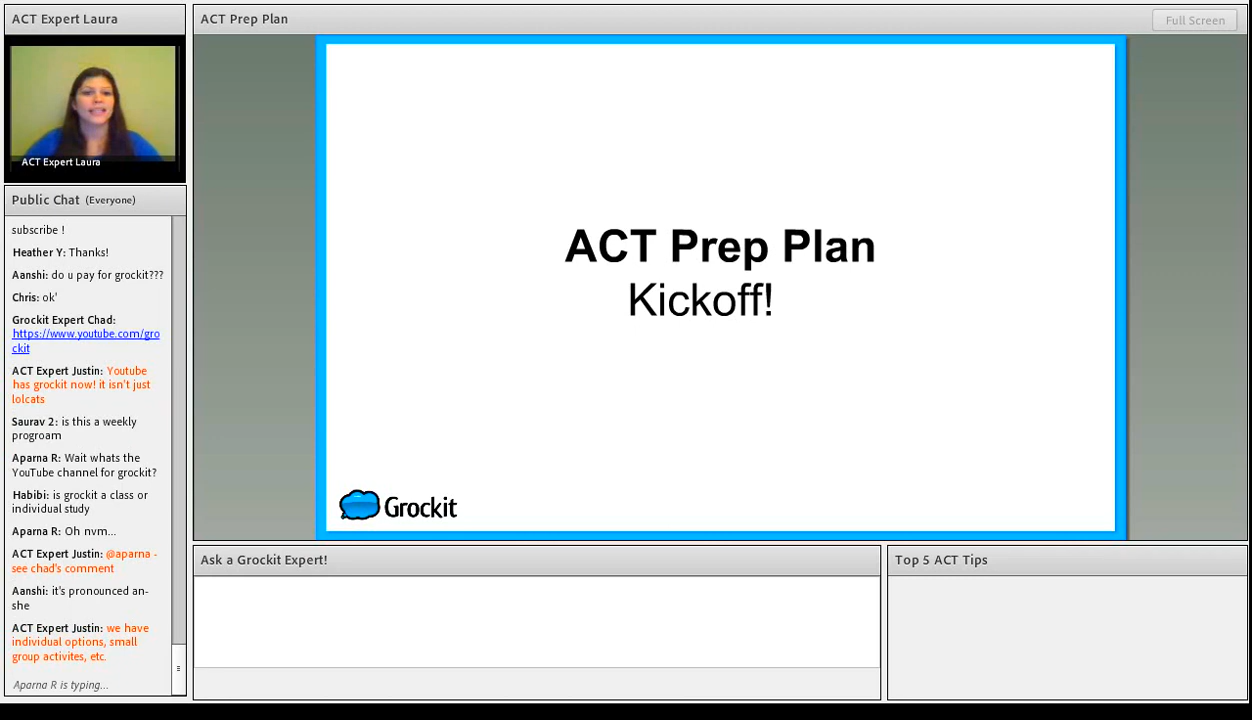 ACT Expert Laura
ACT Expert Laura
Public Chat (Everyone)
subscribe !
Heather Y: Thanks!
Aanshi: do u pay for grockit???
Chris: ok'
Grockit Expert Chad:
https://www.youtube.com/gro
ckit
ACT Expert Justin: Youtube
has grockit now! it isn't just
lolcats
Saurav 2: is this a weekly
progroam
Aparna R: Wait whats the
YouTube channel for grockit?
Habibi: is grockit a class or
individual study
Aparna R: Oh nvm...
ACT Expert Justin: @aparna -
see chad's comment
Aanshi: it's pronounced an-
she
ACT Expert Justin: we have
individual options, small
group activites, etc.
Aparna R is typing...
ACT Prep Plan
Full Screen
ACT Prep Plan
Kickoff!
Grockit
Ask a Grockit Expert!
Top 5 ACT Tips